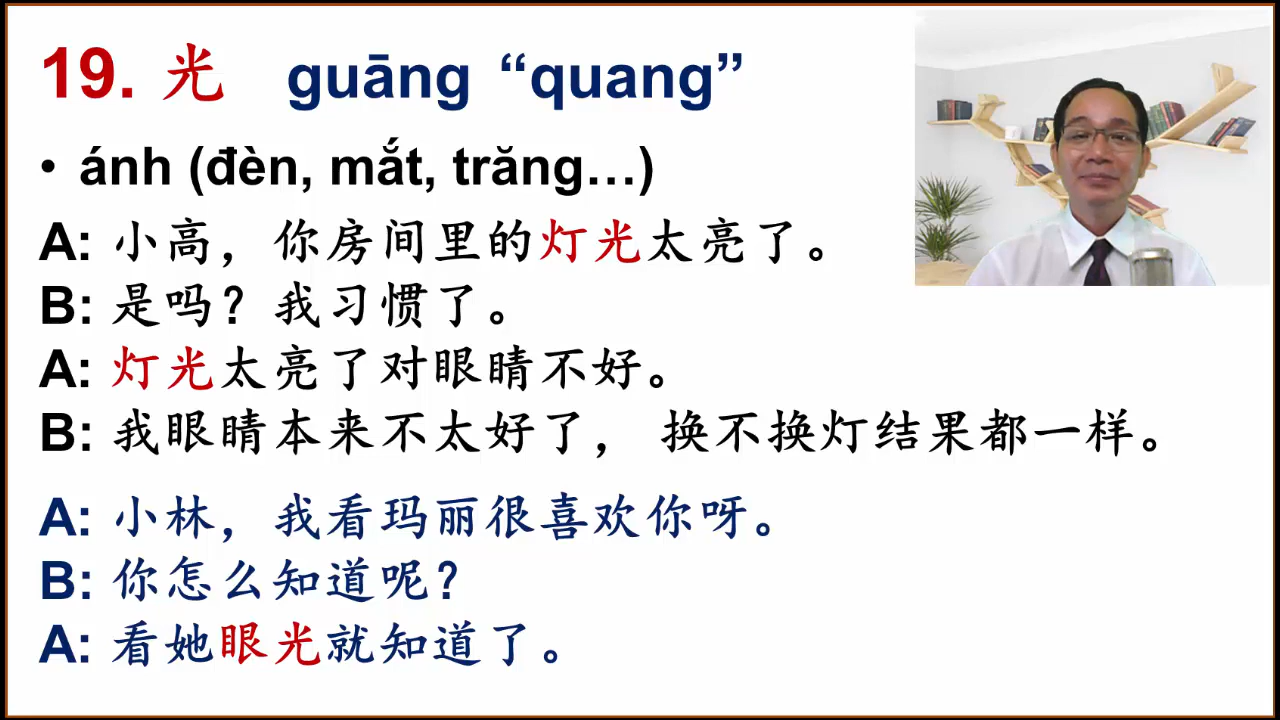 19. 光 guāng “quang”
• ánh (đèn, mắt, trăng…)
A: 小高，你房间里的灯光太亮了。
B: 是吗？我习惯了。
A: 灯光太亮了对眼睛不好。
B: 我眼睛本来不太好了， 换不换灯结果都一样。
A: 小林，我看玛丽很喜欢你呀。
B: 你怎么知道呢？
A: 看她眼光就知道了。